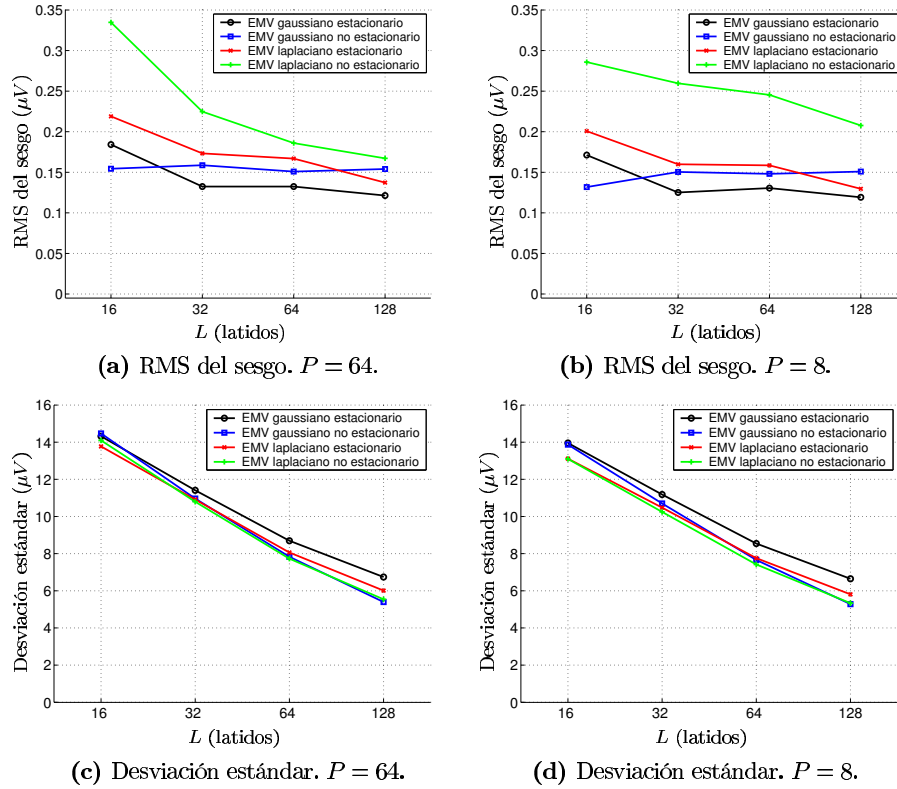 0.35
0.3
0.25
0.2
0.15
0.1
0.05
0
RMS del sesgo (μV)
EMV gaussiano estacionario
EMV gaussiano no estacionario
EMV laplaciano estacionario
EMV laplaciano no estacionario
16 32 64 128
L (latidos)
(a) RMS del sesgo. P = 64.
0.35
0.3
0.25
0.2
0.15
0.1
0.05
0
RMS del sesgo (μV)
EMV gaussiano estacionario
EMV gaussiano no estacionario
EMV laplaciano estacionario
EMV laplaciano no estacionario
16 32 64 128
L (latidos)
(b) RMS del sesgo. P = 8.
16
14
12
10
8
6
4
2
0
Desviación estándar (μV)
EMV gaussiano estacionario
EMV gaussiano no estacionario
EMV laplaciano estacionario
EMV laplaciano no estacionario
16 32 64 128
L (latidos)
(c) Desviación estándar. P = 64.
16
14
12
10
8
6
4
2
0
Desviación estándar (μV)
EMV gaussiano estacionario
EMV gaussiano no estacionario
EMV laplaciano estacionario
EMV laplaciano no estacionario
16 32 64 128
L (latidos)
(d) Desviación estándar. P = 8.